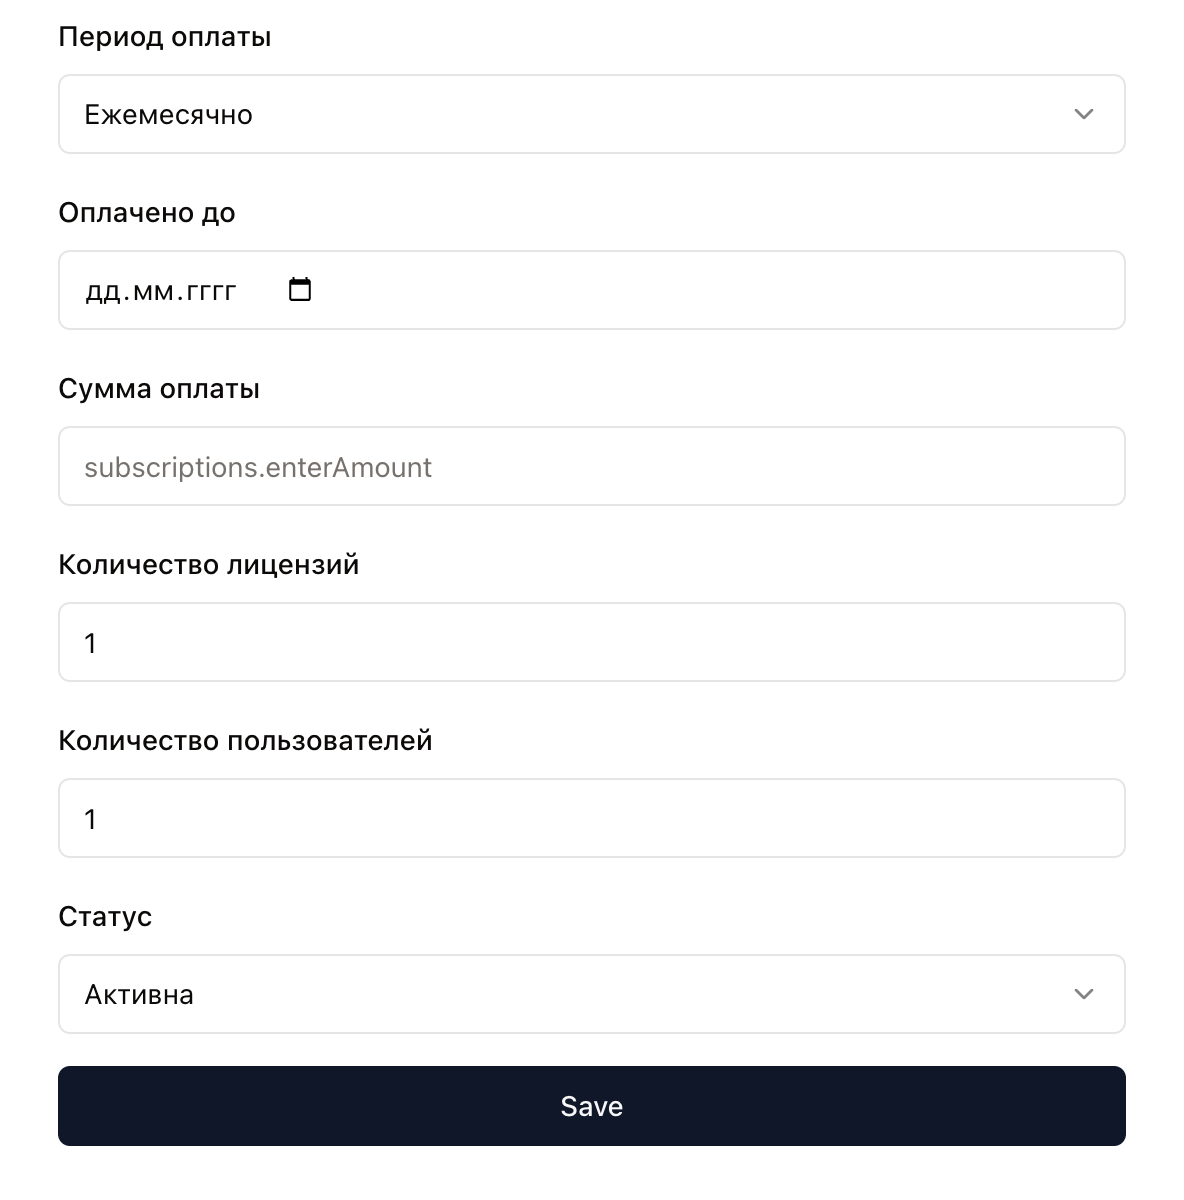 Период оплаты
Ежемесячно
Оплачено до
дд.мм.гггг
Сумма оплаты
subscriptions.enterAmount
Количество лицензий
1
Количество пользователей
1
Статус
Активна
Save